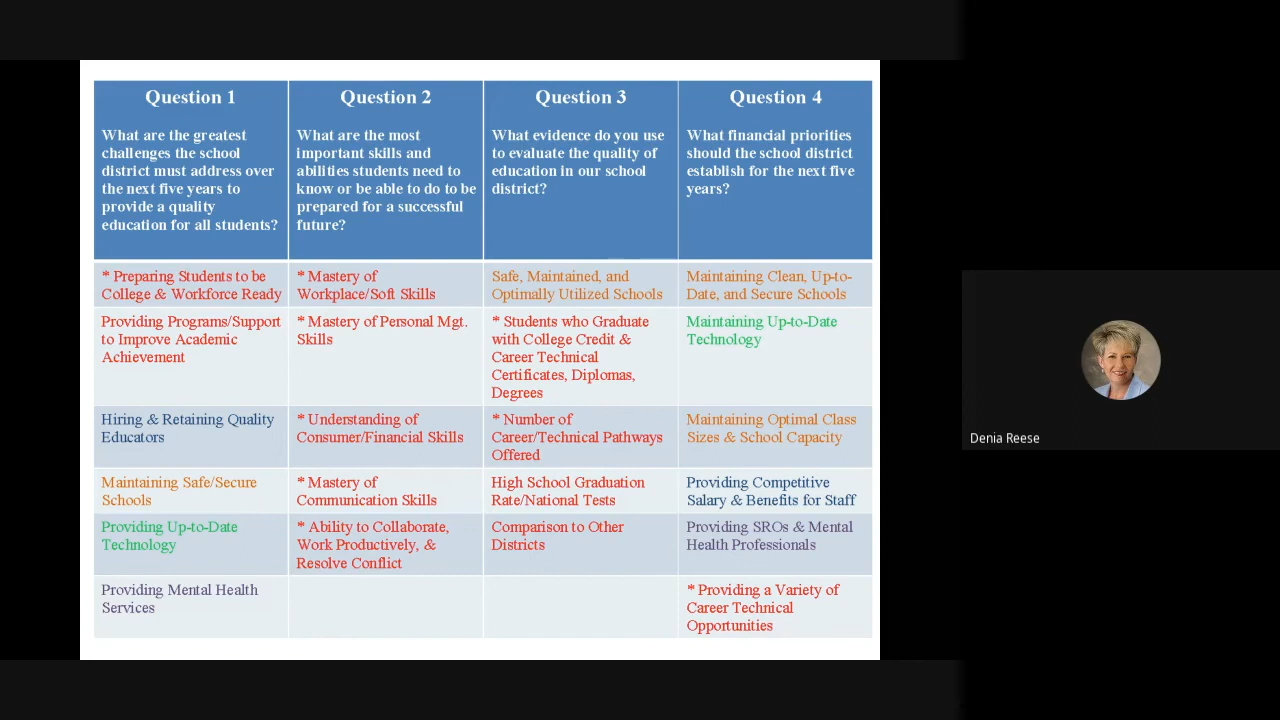 Question 1
What are the greatest
challenges the school
district must address over
the next five years to
provide a quality
education for all students?
Question 2
What are the most
important skills and
abilities students need to
know or be able to do to be
prepared for a successful
future?
Question 3
What evidence do you use
to evaluate the quality of
education in our school
district?
Question 4
What financial priorities
should the school district
establish for the next five
years?
* Preparing Students to be
College & Workforce Ready
* Mastery of
Workplace/Soft Skills
Safe, Maintained, and
Optimally Utilized Schools
Maintaining Clean, Up-to-
Date, and Secure Schools
Providing Programs/Support
to Improve Academic
Achievement
* Mastery of Personal Mgt.
Skills
* Students who Graduate
with College Credit &
Career Technical
Certificates, Diplomas,
Degrees
Maintaining Up-to-Date
Technology
Hiring & Retaining Quality
Educators
* Understanding of
Consumer/Financial Skills
* Number of
Career/Technical Pathways
Offered
Maintaining Optimal Class
Sizes & School Capacity
Maintaining Safe/Secure
Schools
* Mastery of
Communication Skills
High School Graduation
Rate/National Tests
Providing Competitive
Salary & Benefits for Staff
Providing Up-to-Date
Technology
* Ability to Collaborate,
Work Productively, &
Resolve Conflict
Comparison to Other
Districts
Providing SROs & Mental
Health Professionals
Providing Mental Health
Services
* Providing a Variety of
Career Technical
Opportunities
Denia Reese